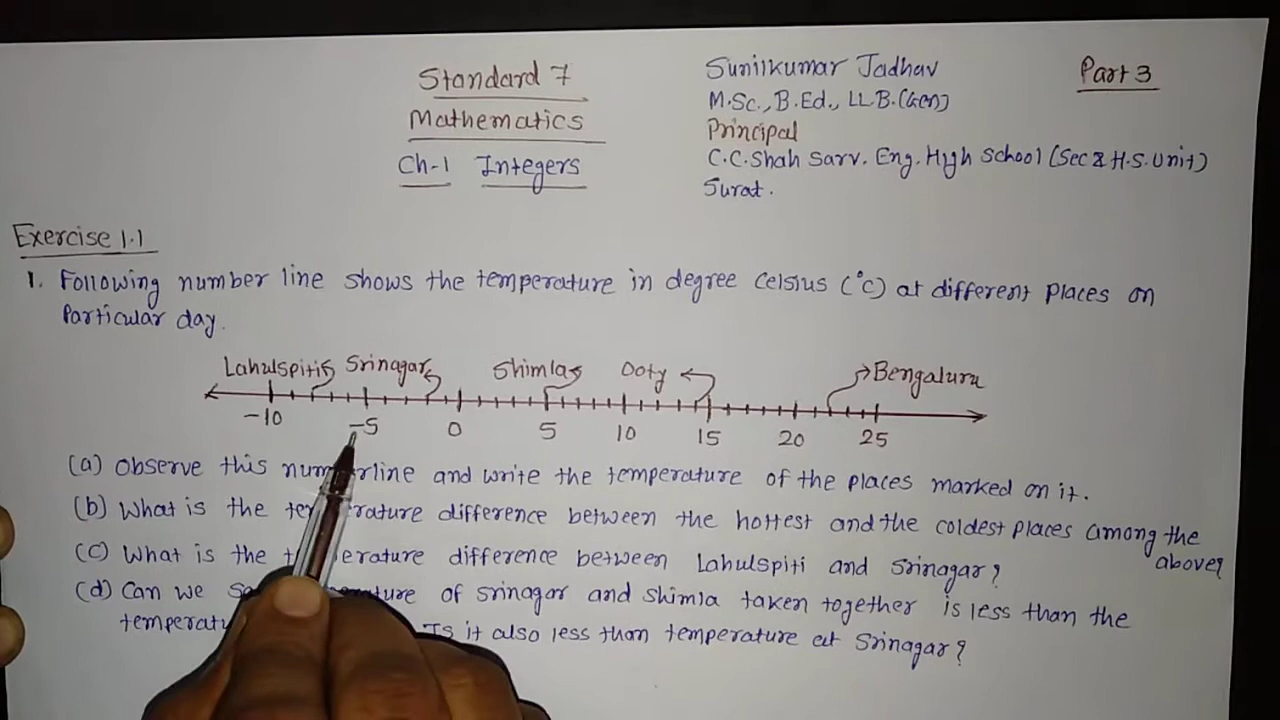 Standard 7
Mathematics
Ch-1 Integers
Sunilkumar Jadhav
M.Sc., B.Ed., LL.B.(Gen)
Principal
C.C.Shah Sarv. Eng. High School (Sec & H.S. Unit)
Surat.
Part 3
Exercise 1.1
1. Following number line shows the temperature in degree Celsius (°C) at different Places on
Particular day.
Lahulspiti Srinagar Shimla Ooty Bengaluru
-10 -5 0 5 10 15 20 25
(a) Observe this numberline and write the temperature of the places marked on it.
(b) What is the temperature difference between the hottest and the coldest places among the
above?
(c) What is the temperature difference between Lahulspiti and Srinagar?
(d) Can we of srinagar and shimla taken together is less than the
Is it also less than temperature at Srinagar?